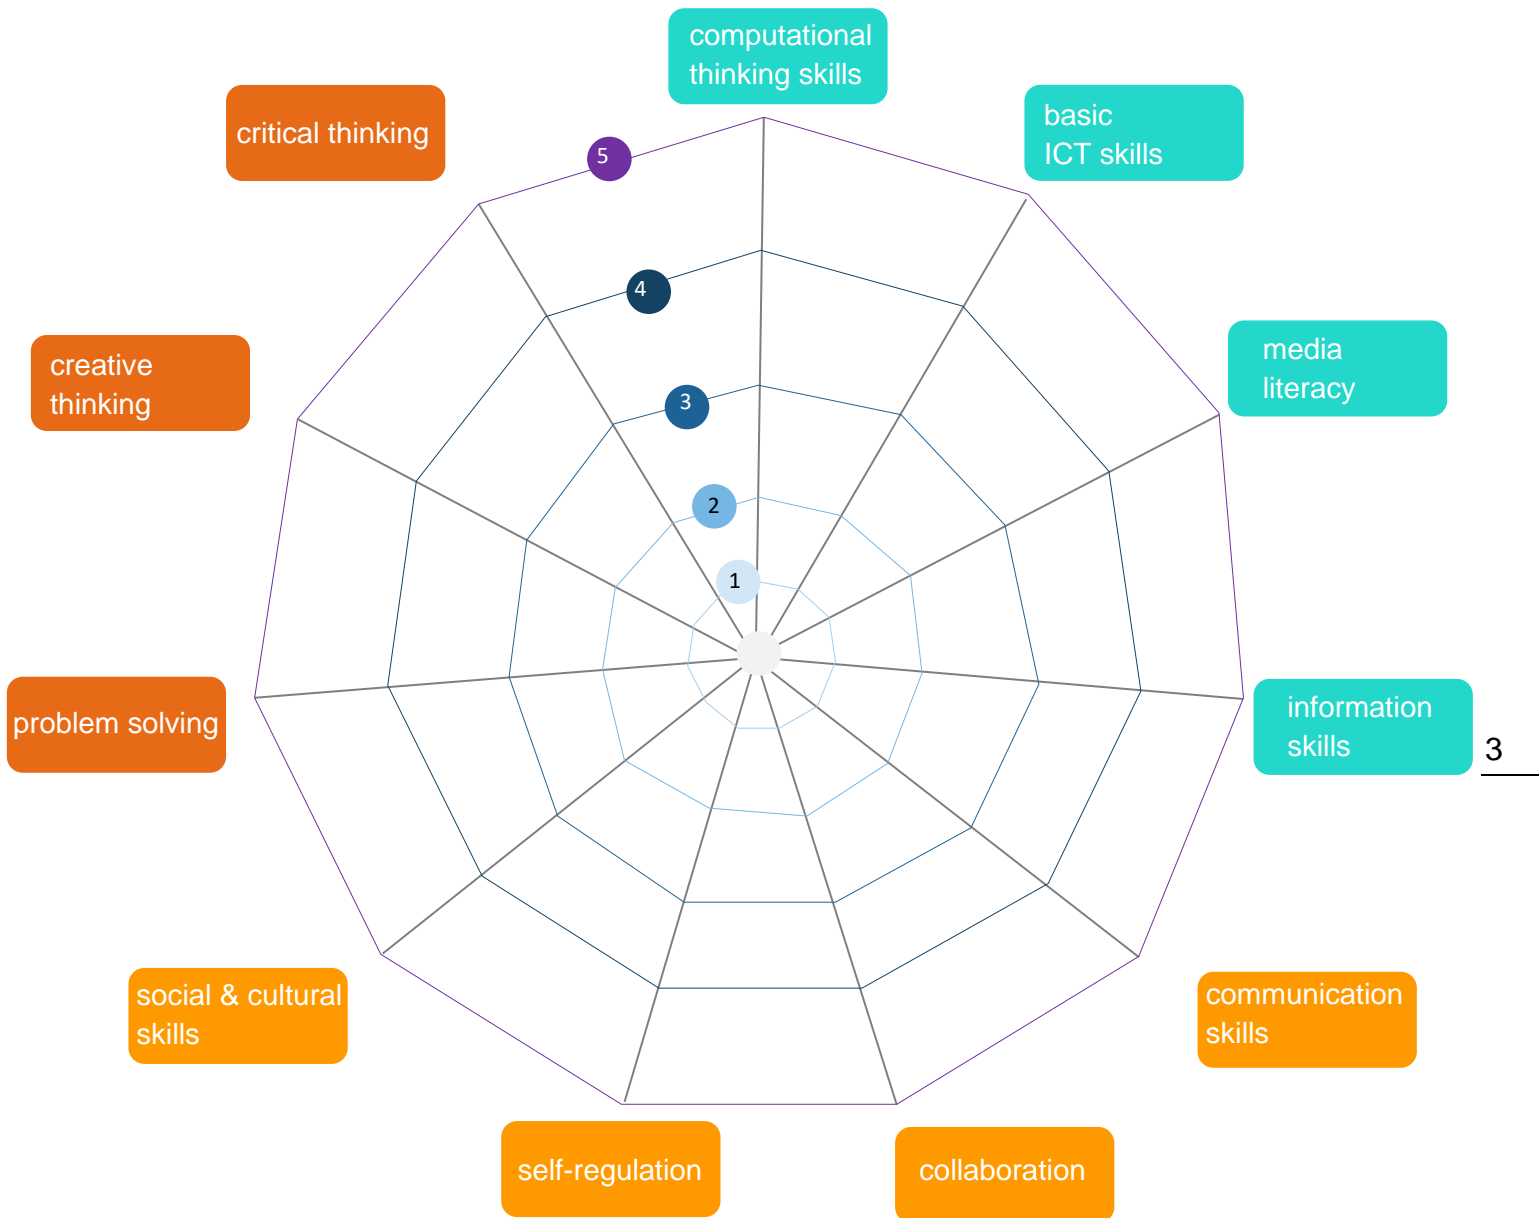 computational
thinking skills
basic
ICT skills
critical thinking
5
4
media
literacy
creative
thinking
3
2
1
information
skills
3
problem solving
social & cultural
skills
communication
skills
self-regulation
collaboration